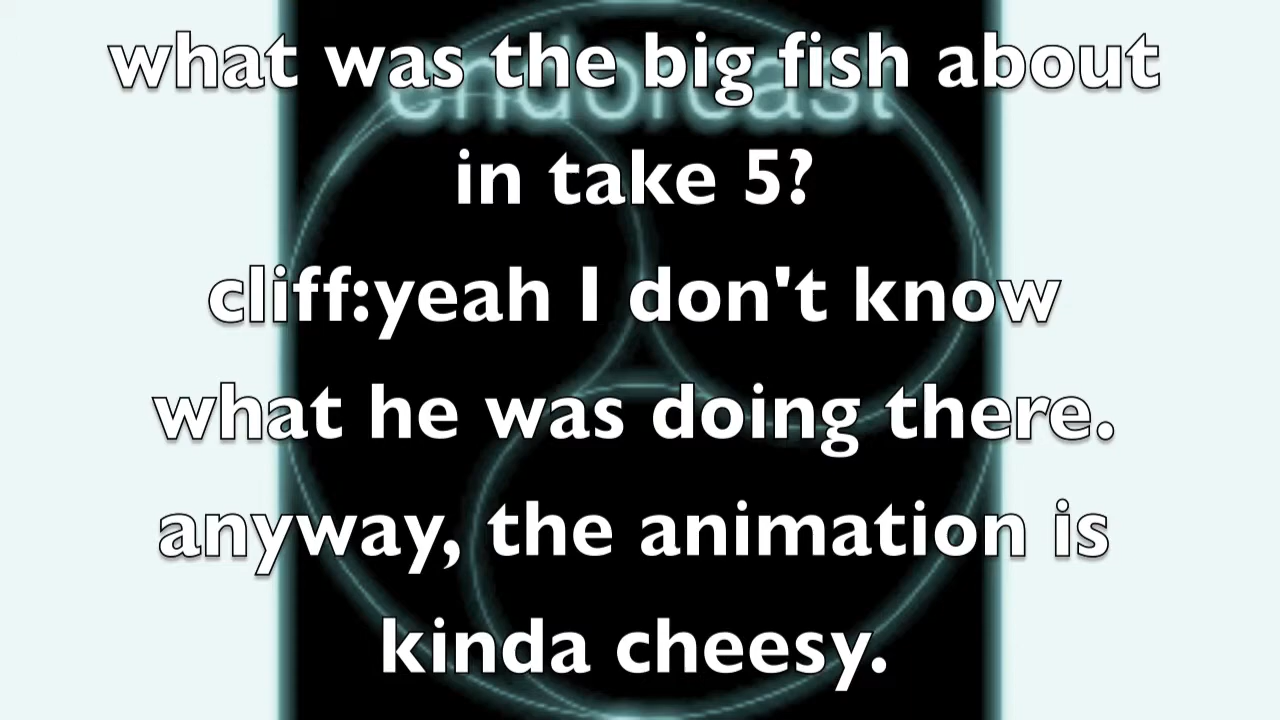 what was the big fish about
endorcast
in take 5?
cliff:yeah I don't know
what he was doing there.
anyway, the animation is
kinda cheesy.